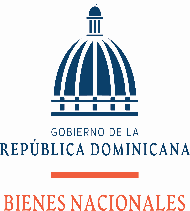 GOBIERNO DE LA
REPÚBLICA DOMINICANA
BIENES NACIONALES